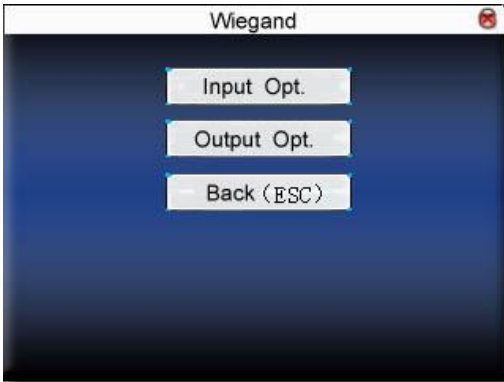 Wiegand
Input Opt.
Output Opt.
Back（ESC）